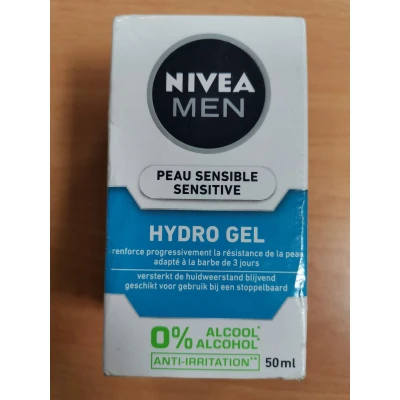 NIVEA
MEN
PEAU SENSIBLE
SENSITIVE
HYDRO GEL
renforce progressivement la résistance de la peau
adapté à la barbe de 3 jours
versterkt de huidweerstand blijvend
geschikt voor gebruik bij een stoppelbaard
0% ALCOOL*
ALCOHOL*
ANTI-IRRITATION**
50ml